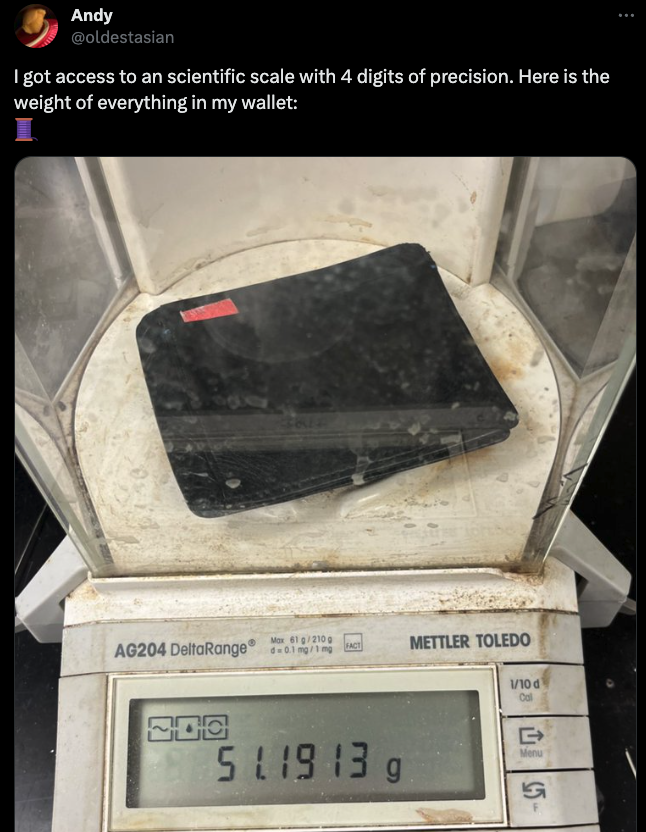 Andy
@oldestasian
I got access to an scientific scale with 4 digits of precision. Here is the
weight of everything in my wallet:
AG204 DeltaRange®
Max 61 g / 210 g
d = 0.1 mg / 1 mg
FACT
METTLER TOLEDO
1/10 d
Cal
51.1913 g
Menu
F